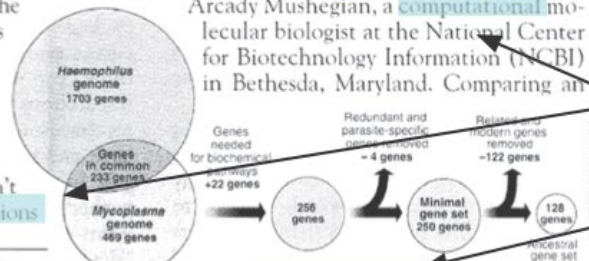 he
s
Arcady Mushegian, a computational mo-
lecular biologist at the National Center
for Biotechnology Information (NCBI)
in Bethesda, Maryland. Comparing an
Haemophilus
genome
1703 genes
Genes
in common
233 genes
Mycoplasma
genome
469 genes
't
ions
Genes
needed
for biochemical
pathways
+22 genes
256
genes
Redundant and
parasite-specific
genes removed
– 4 genes
Minimal
gene set
250 genes
Related and
modern genes
removed
–122 genes
128
genes
Ancestral
gene set